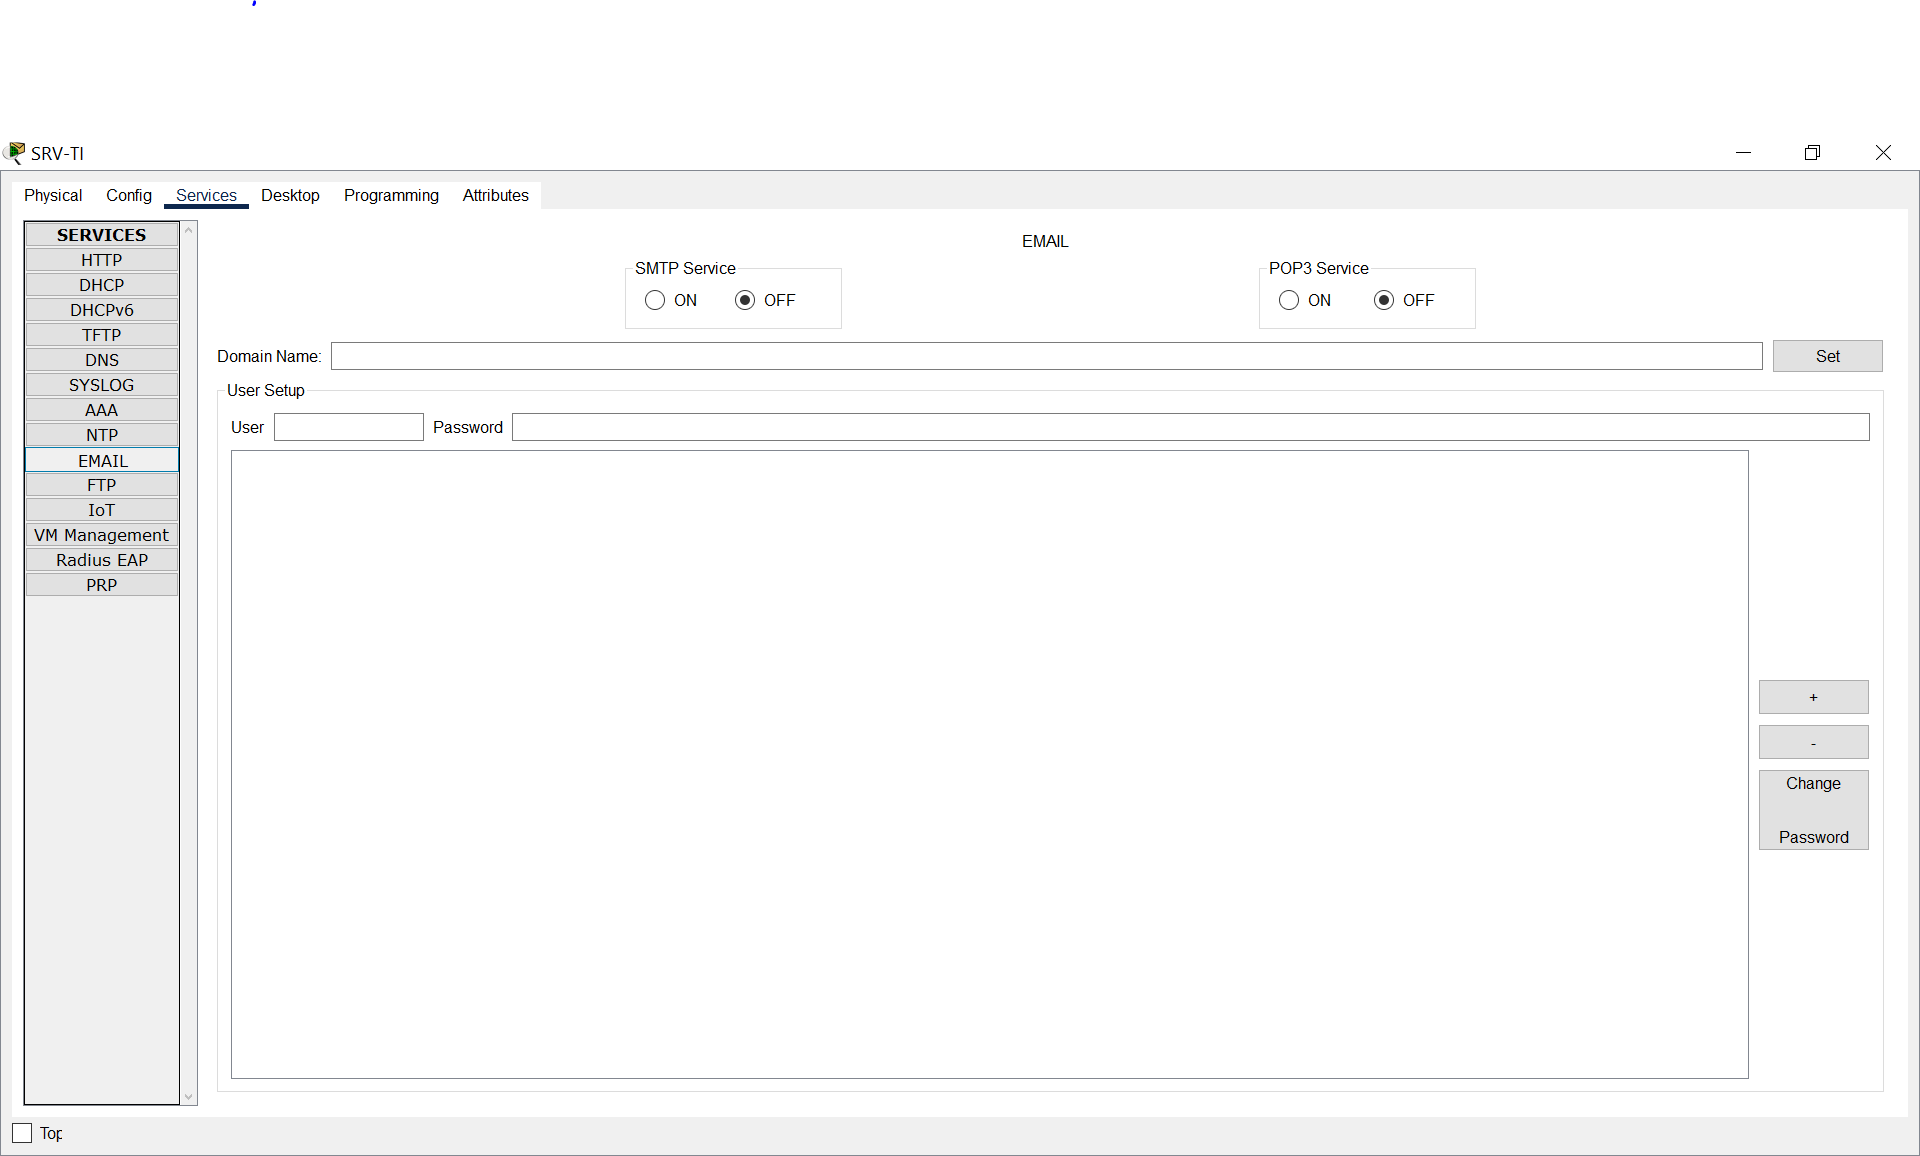 SRV-TI
Physical Config Services Desktop Programming Attributes
SERVICES
HTTP
DHCP
DHCPv6
TFTP
DNS
SYSLOG
AAA
NTP
EMAIL
FTP
IoT
VM Management
Radius EAP
PRP
EMAIL
SMTP Service
ON OFF
POP3 Service
ON OFF
Domain Name: Set
User Setup
User Password
+
-
Change
Password
Top